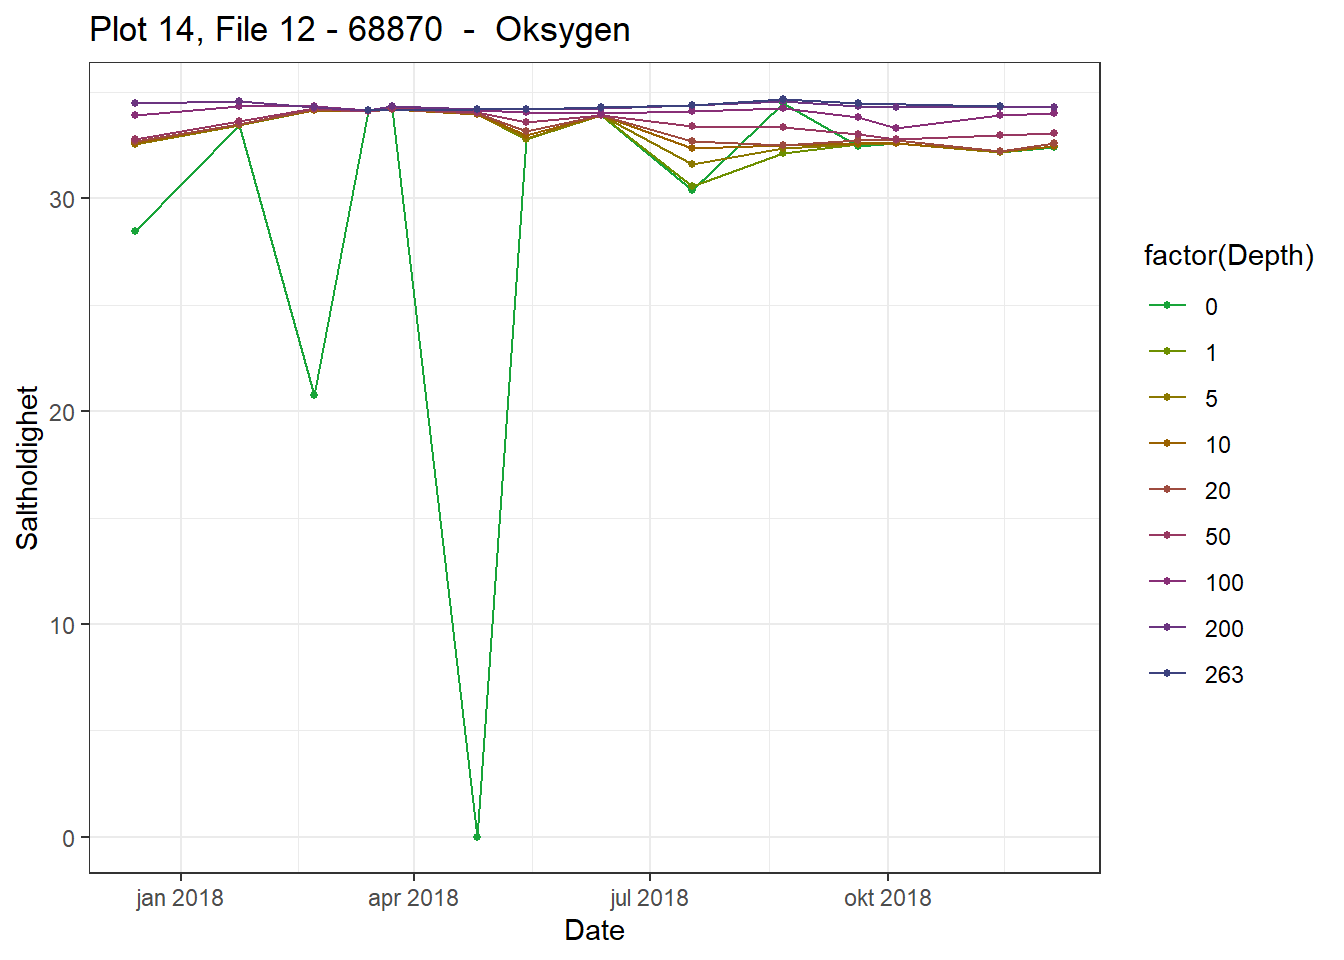 Plot 14, File 12 - 68870  -  Oksygen
Saltholdighet
30
20
10
0
jan 2018
apr 2018
jul 2018
okt 2018
Date
factor(Depth)
0
1
5
10
20
50
100
200
263